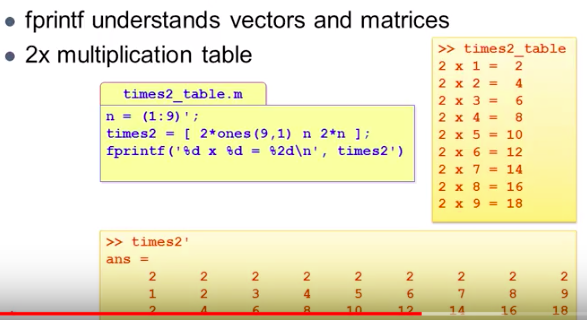 fprintf understands vectors and matrices
2x multiplication table
times2_table.m
n = (1:9)';
times2 = [ 2*ones(9,1) n 2*n ];
fprintf('%d x %d = %2d\n', times2')
>> times2_table
2 x 1 =  2
2 x 2 =  4
2 x 3 =  6
2 x 4 =  8
2 x 5 = 10
2 x 6 = 12
2 x 7 = 14
2 x 8 = 16
2 x 9 = 18
>> times2'
ans =
2 2 2 2 2 2 2 2 2
1 2 3 4 5 6 7 8 9
2 4 6 8 10 12 14 16 18